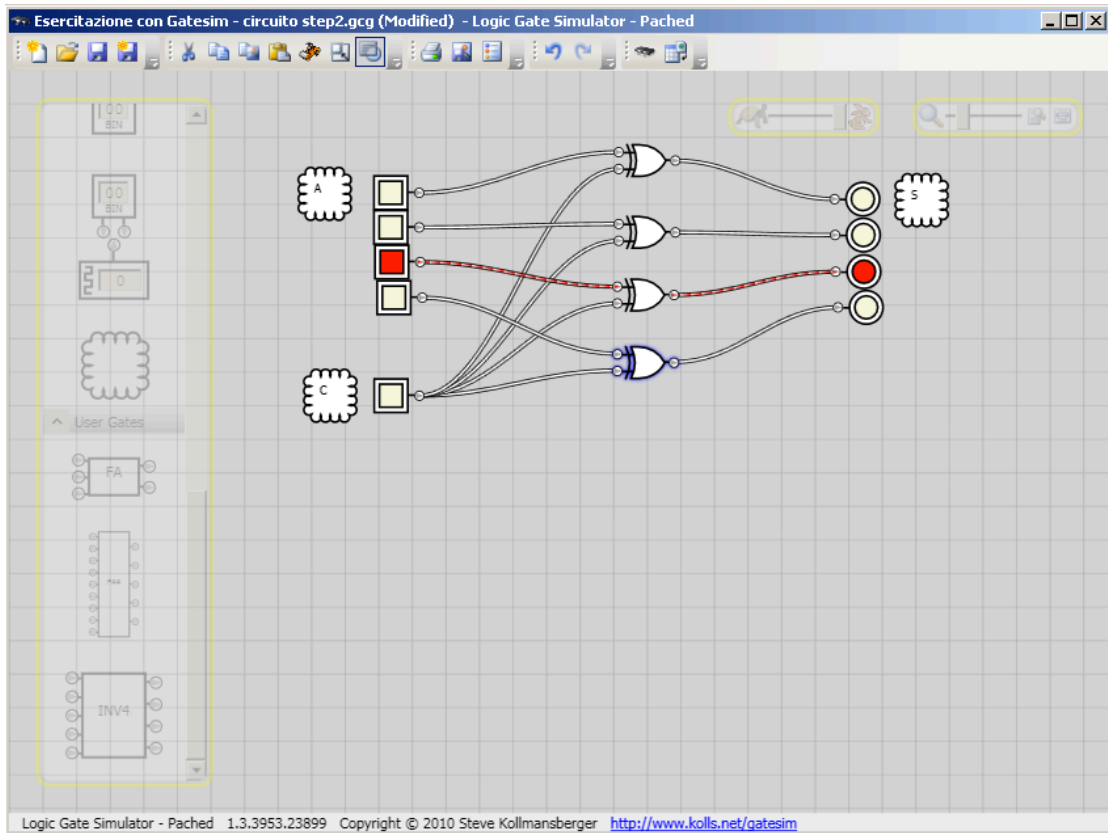 Esercitazione con Gatesim - circuito step2.gcg (Modified) - Logic Gate Simulator - Pached
BIN
BIN
0
User Gates
FA
INV4
A
S
C
Logic Gate Simulator - Pached 1.3.3953.23899 Copyright © 2010 Steve Kollmansberger http://www.kolls.net/gatesim